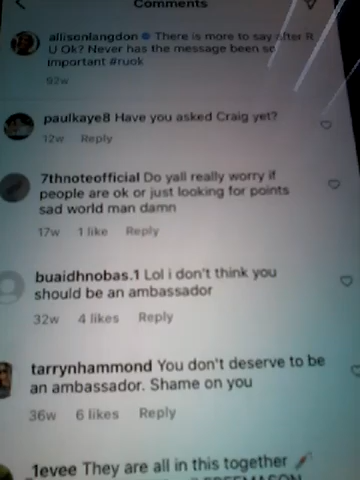 Comments
allisonlangdon There is more to say after R
U Ok? Never has the message been so
important #ruok
92w
paulkaye8 Have you asked Craig yet?
12w Reply
7thnoteofficial Do yall really worry if
people are ok or just looking for points
sad world man damn
17w 1 like Reply
buaidhnobas.1 Lol i don't think you
should be an ambassador
32w 4 likes Reply
tarrynhammond You don't deserve to be
an ambassador. Shame on you
36w 6 likes Reply
1evee They are all in this together